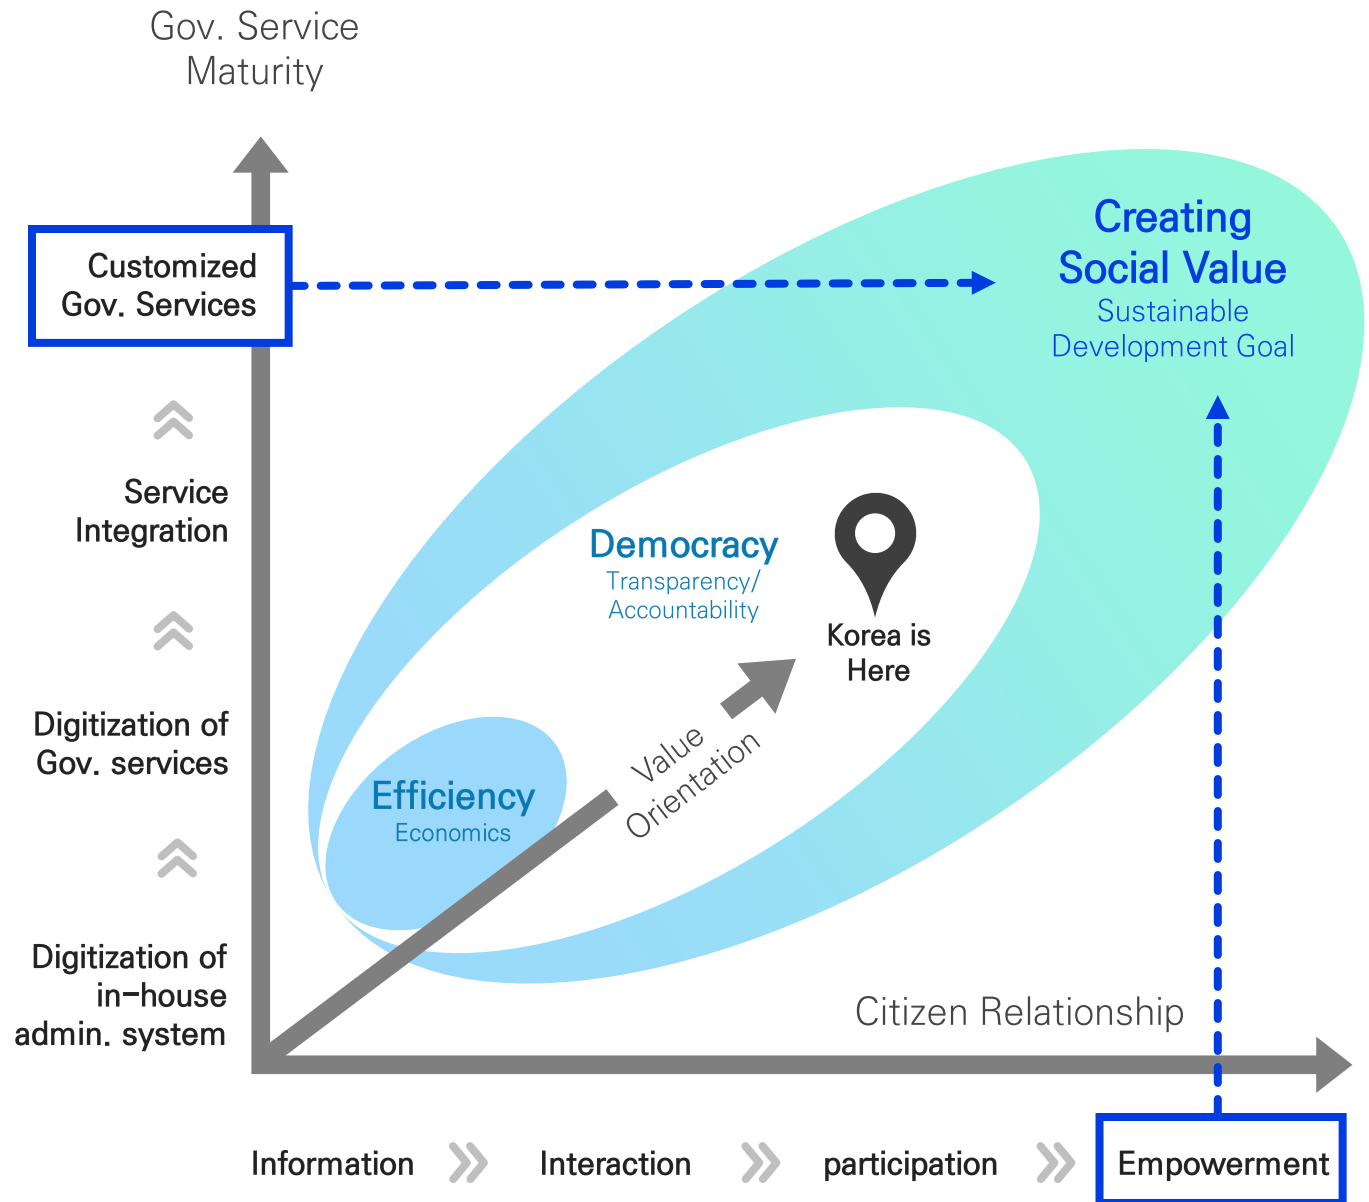 Gov. Service
Maturity
Customized
Gov. Services
Creating
Social Value
Sustainable
Development Goal
Service
Integration
Democracy
Transparency/
Accountability
Korea is
Here
Digitization of
Gov. services
Value
Orientation
Efficiency
Economics
Digitization of
in-house
admin. system
Citizen Relationship
Information
Interaction
participation
Empowerment